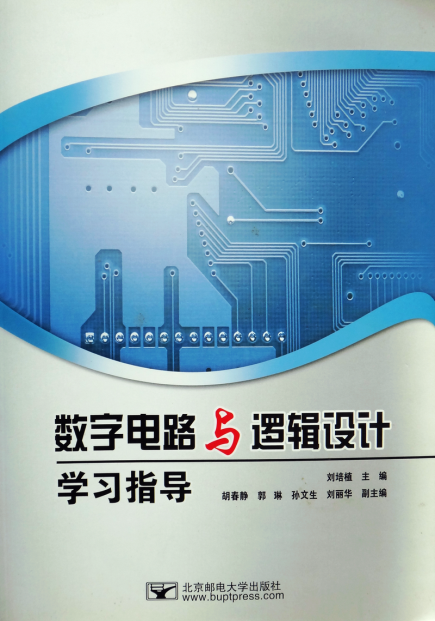 数字电路与逻辑设计
学习指导
刘培植 主 编
胡春静 郭 琳 孙文生 刘丽华 副主编
北京邮电大学出版社
www.buptpress.com